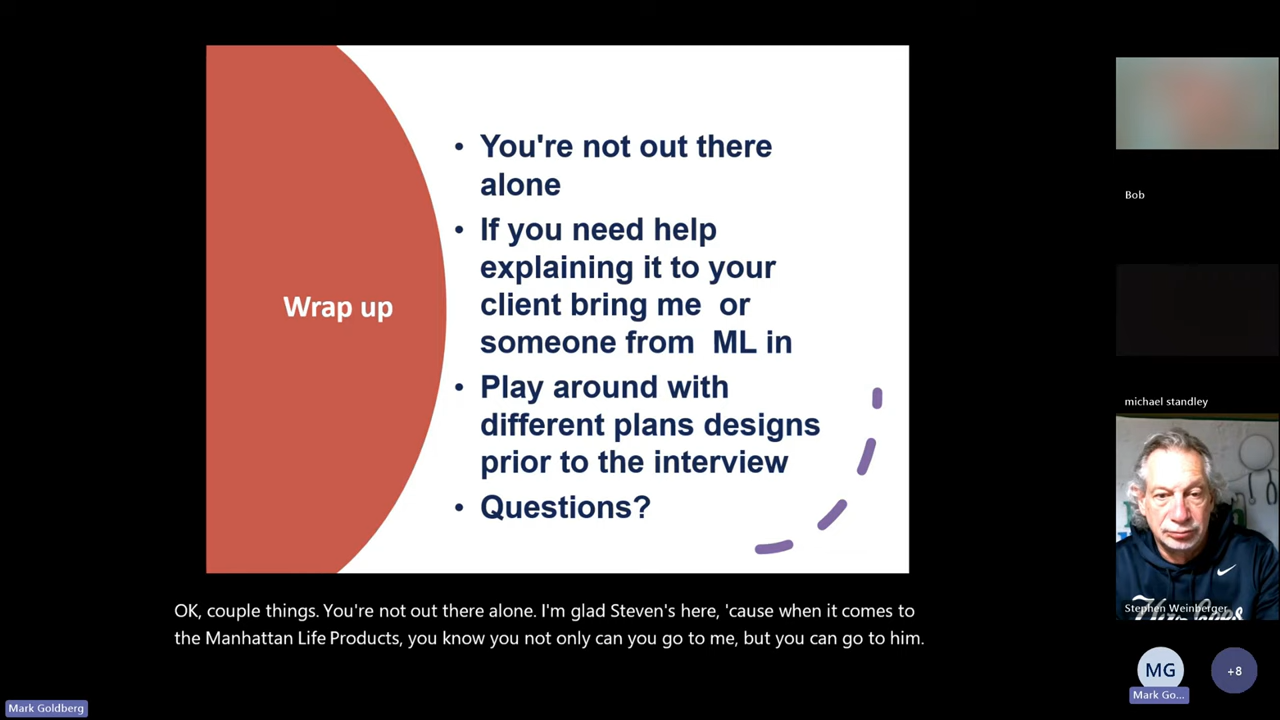 Wrap up
• You're not out there
alone
• If you need help
explaining it to your
client bring me or
someone from ML in
• Play around with
different plans designs
prior to the interview
• Questions?
Bob
michael standley
Stephen Weinberger
MG
Mark Go...
+8
OK, couple things. You're not out there alone. I'm glad Steven's here, 'cause when it comes to
the Manhattan Life Products, you know you not only can you go to me, but you can go to him.
Mark Goldberg